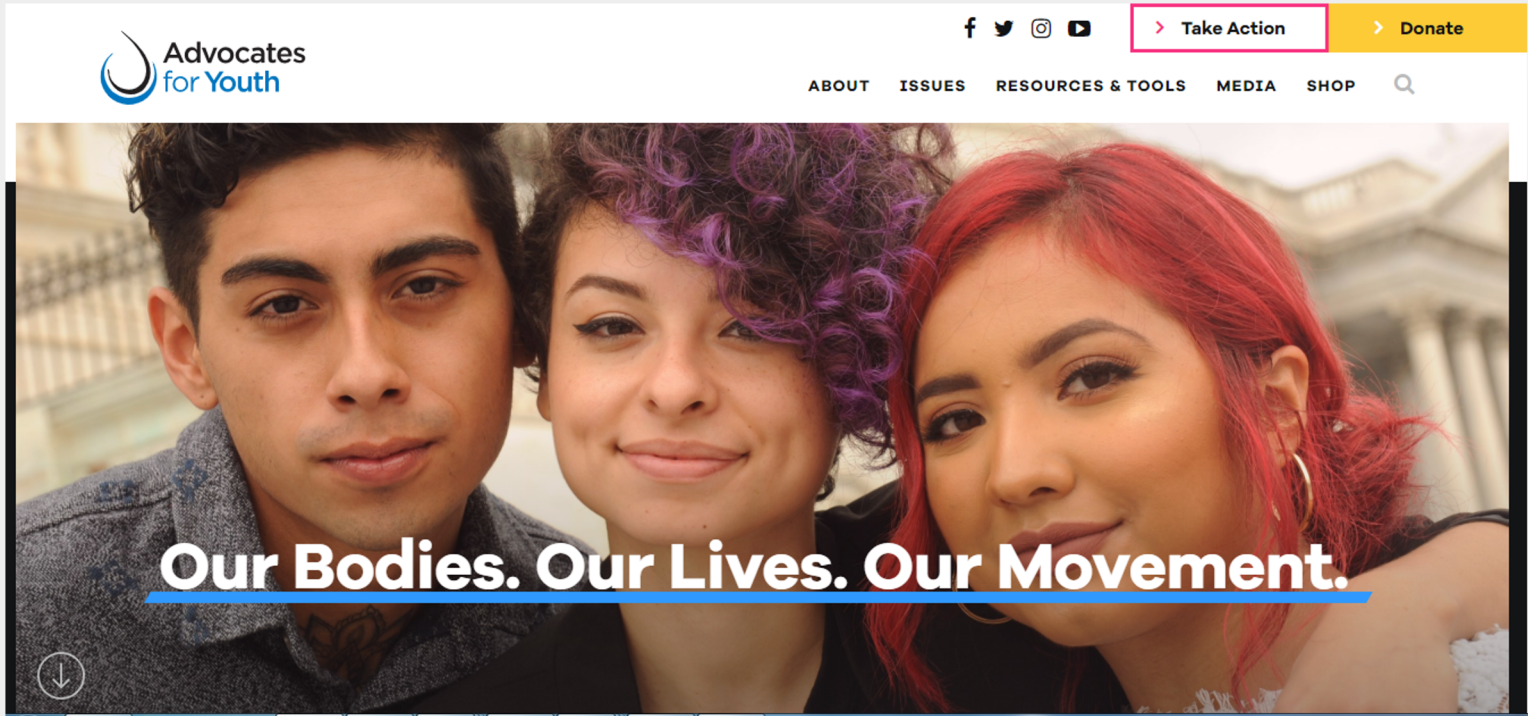 Take Action
Donate
Advocates
for Youth
ABOUT ISSUES RESOURCES & TOOLS MEDIA SHOP
Our Bodies. Our Lives. Our Movement.